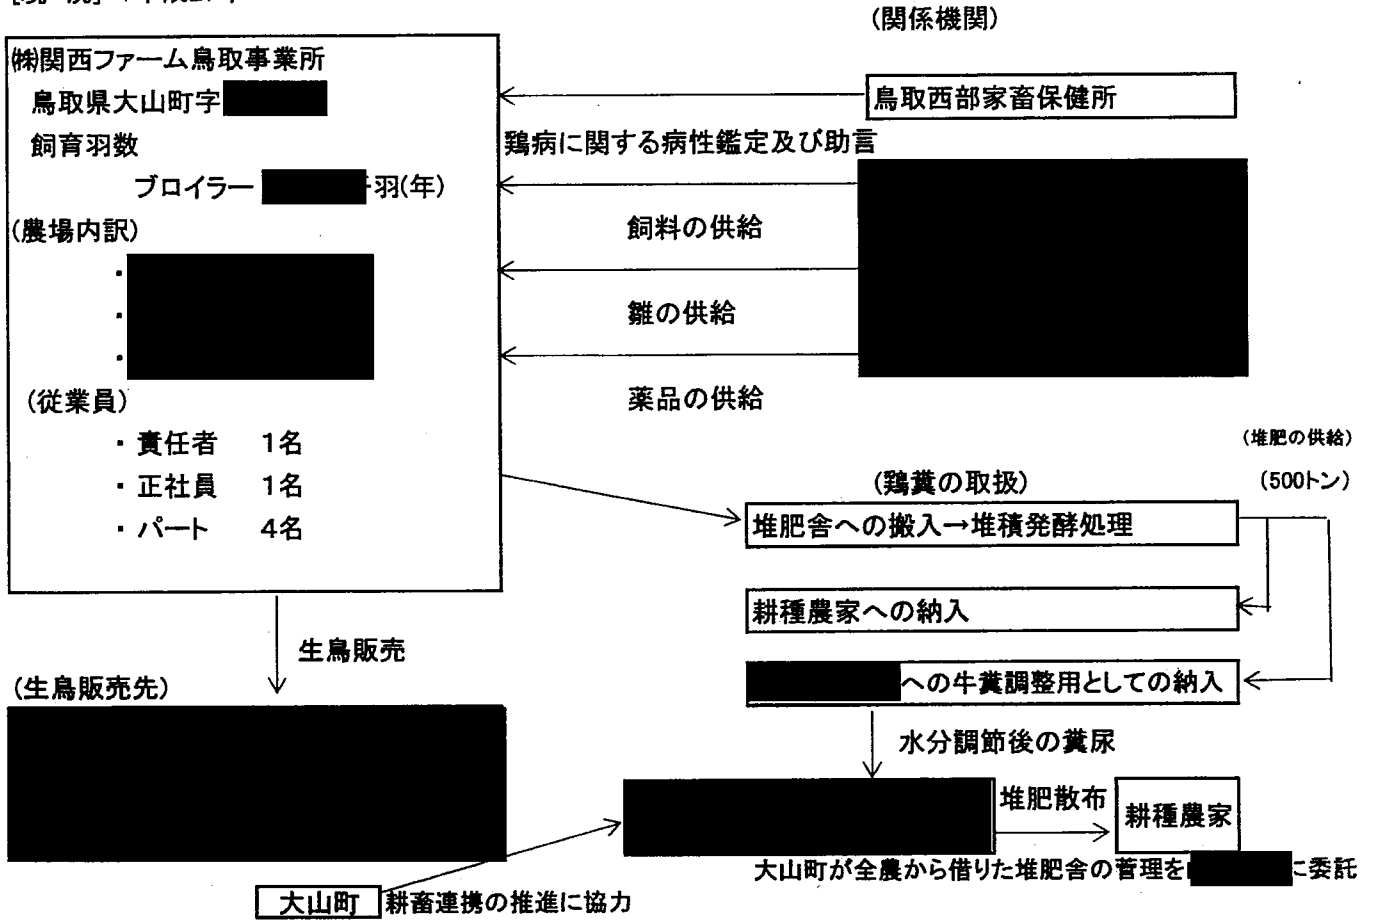 (関係機関)
㈱関西ファーム鳥取事業所
鳥取県大山町字
飼育羽数
ブロイラー 羽(年)
(農場内訳)
・
・
・
(従業員)
・責任者 1名
・正社員 1名
・パート 4名
鳥取西部家畜保健所
鶏病に関する病性鑑定及び助言
飼料の供給
雛の供給
薬品の供給
(堆肥の供給)
(500トン)
(鶏糞の取扱)
堆肥舎への搬入→堆積発酵処理
耕種農家への納入
への牛糞調整用としての納入
水分調節後の糞尿
生鳥販売
(生鳥販売先)
堆肥散布
耕種農家
大山町が全農から借りた堆肥舎の管理を に委託
大山町
耕畜連携の推進に協力